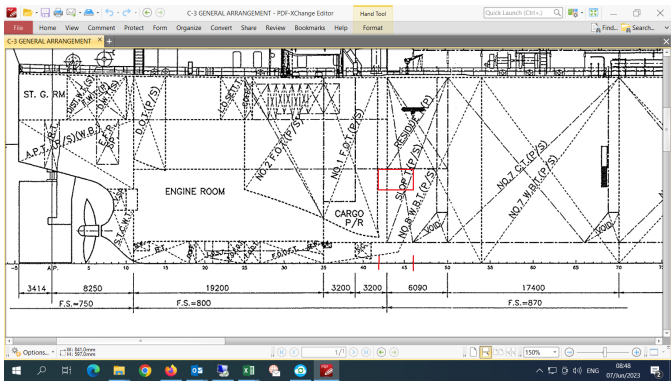 C-3 GENERAL ARRANGEMENT - PDF-XChange Editor
Hand Tool
Quick Launch (Ctrl+.)
File Home View Comment Protect Form Organize Convert Share Review Bookmarks Help Format Find... Search...
C-3 GENERAL ARRANGEMENT
ST. G. RM.
A.P.T.(P/S)(W.B.)
D.O.T.(P/S)
NO.2 F.O.T.(P/S)
NO.1 F.O.T.(P/S)
SLOP T.(P/S)
NO.8 W.B.T.(P/S)
NO.7 C.T.(P/S)
NO.7 W.B.T.(P/S)
ENGINE ROOM
CARGO
P/R
S.T.C.W.T.
VOID
VOID
-5 A.P. 5 10 15 20 25 30 35 40 45 50 55 60 65 70
3414 8250 19200 3200 3200 6090 17400
F.S.=750 F.S.=800 F.S.=870
Options...
W: 841.0mm
H: 597.0mm
1/1
150%
ENG
08:48
07/Jun/2023